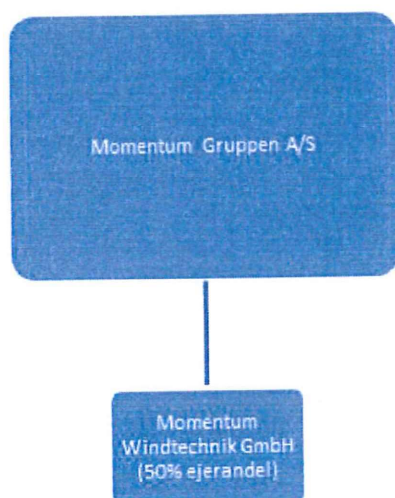 Momentum Gruppen A/S
Momentum
Windtechnik GmbH
(50% ejerandel)